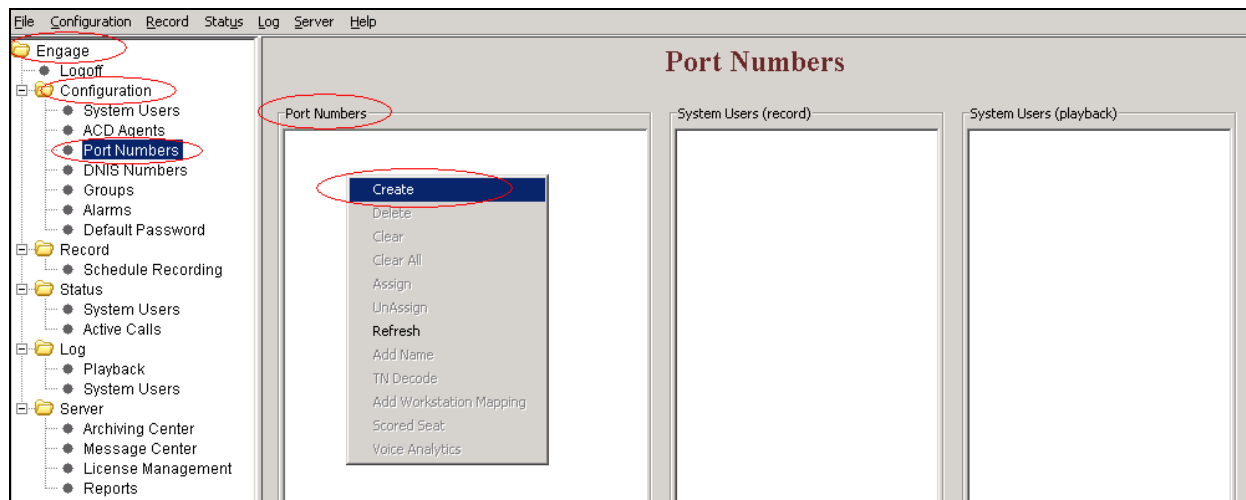 File Configuration Record Status Log Server Help
Engage
Logoff
Configuration
System Users
ACD Agents
Port Numbers
DNIS Numbers
Groups
Alarms
Default Password
Record
Schedule Recording
Status
System Users
Active Calls
Log
Playback
System Users
Server
Archiving Center
Message Center
License Management
Reports
Port Numbers
Port Numbers
Create
Delete
Clear
Clear All
Assign
UnAssign
Refresh
Add Name
TN Decode
Add Workstation Mapping
Scored Seat
Voice Analytics
System Users (record)
System Users (playback)